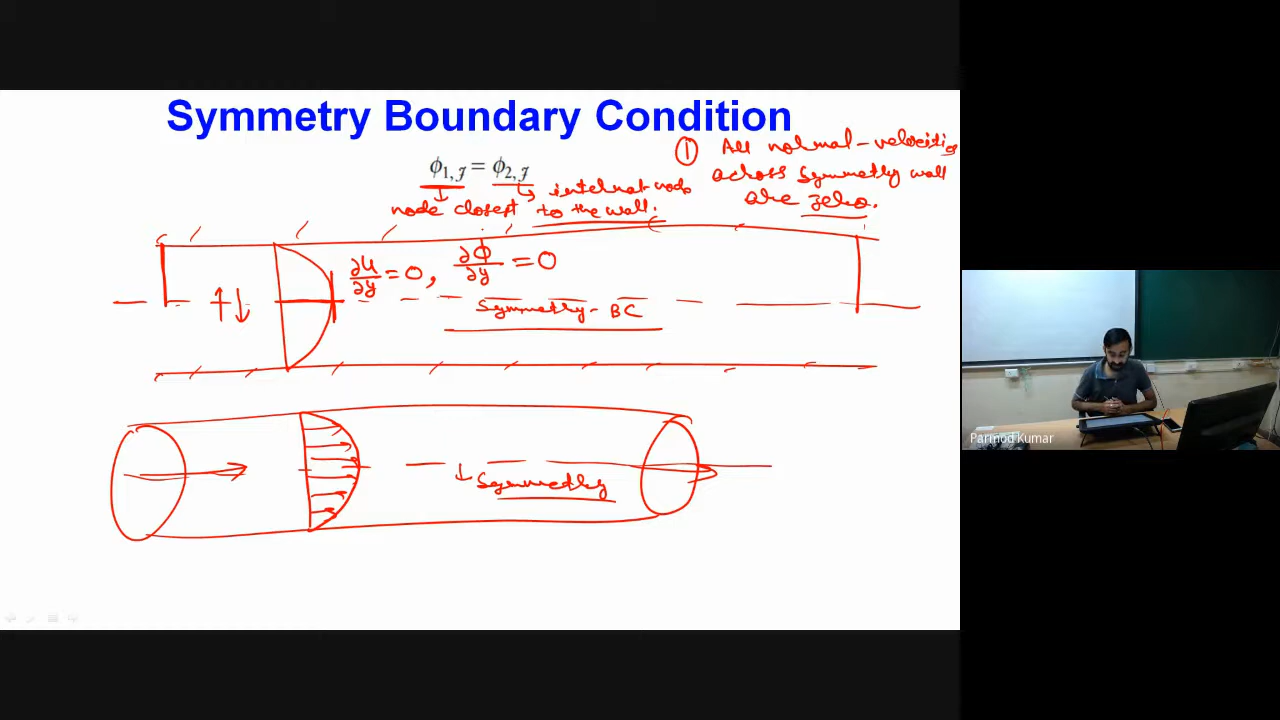 Symmetry Boundary Condition
ϕ1,J = ϕ2,J
① All normal-velocities
across symmetry wall
are zero.
internal-node
node closest to the wall.
∂u/∂y = 0, ∂ϕ/∂y = 0
Symmetry-BC
Symmetry
Parmod Kumar